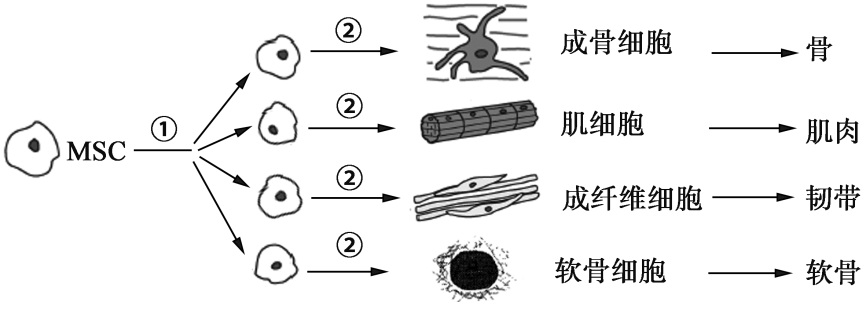 ② 成骨细胞 骨
MSC ① ② 肌细胞 肌肉
② 成纤维细胞 韧带
② 软骨细胞 软骨